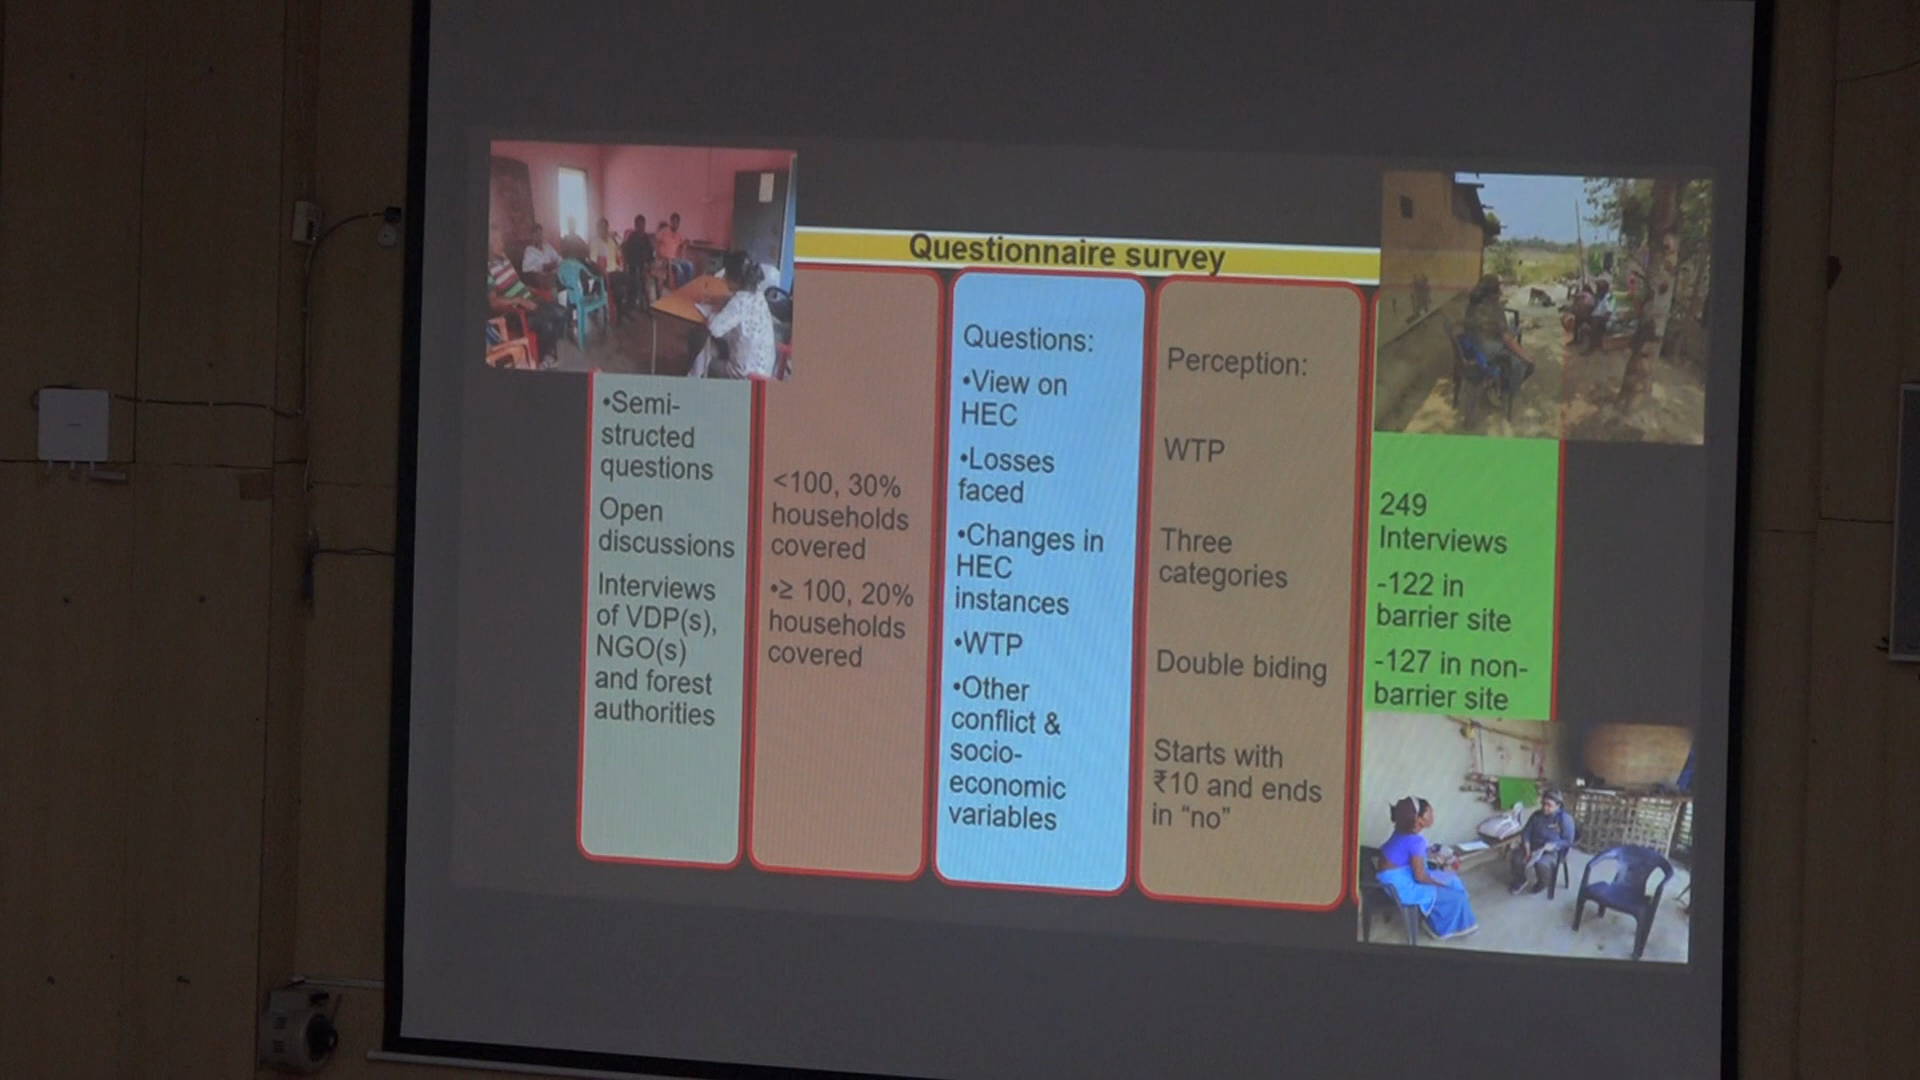 Questionnaire survey
•Semi-
structed
questions
Open
discussions
Interviews
of VDP(s),
NGO(s)
and forest
authorities
<100, 30%
households
covered
•≥ 100, 20%
households
covered
Questions:
•View on
HEC
•Losses
faced
•Changes in
HEC
instances
•WTP
•Other
conflict &
socio-
economic
variables
Perception:
WTP
Three
categories
Double biding
Starts with
₹10 and ends
in “no”
249
Interviews
-122 in
barrier site
-127 in non-
barrier site